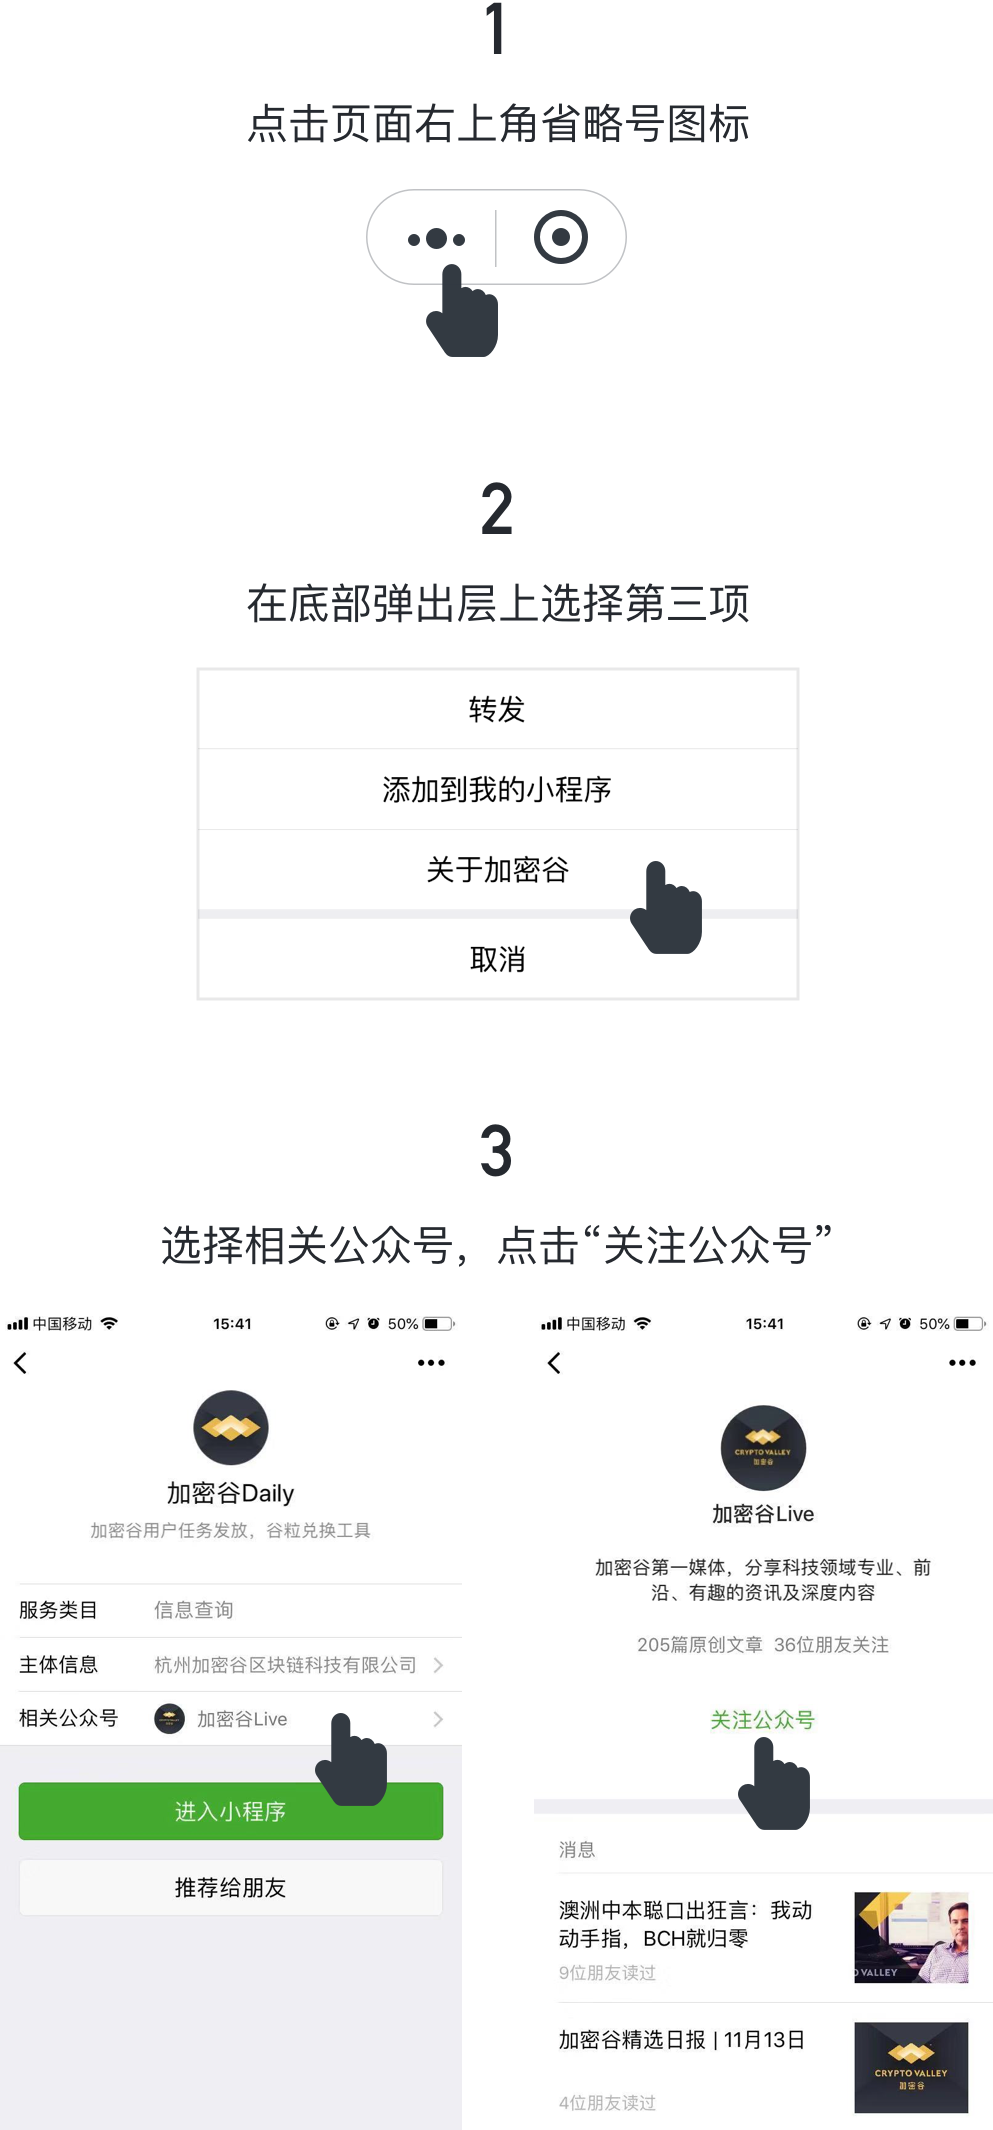 1
点击页面右上角省略号图标
2
在底部弹出层上选择第三项
转发
添加到我的小程序
关于加密谷
取消
3
选择相关公众号，点击“关注公众号”
中国移动 15:41 50%
加密谷Daily
加密谷用户任务发放，谷粒兑换工具
服务类目 信息查询
主体信息 杭州加密谷区块链科技有限公司
相关公众号 加密谷Live
进入小程序
推荐给朋友
中国移动 15:41 50%
CRYPTO VALLEY
加密谷
加密谷Live
加密谷第一媒体，分享科技领域专业、前
沿、有趣的资讯及深度内容
205篇原创文章 36位朋友关注
关注公众号
消息
澳洲中本聪口出狂言：我动
动手指，BCH就归零
9位朋友读过
O VALLEY
加密谷精选日报 | 11月13日
4位朋友读过
CRYPTO VALLEY
加密谷